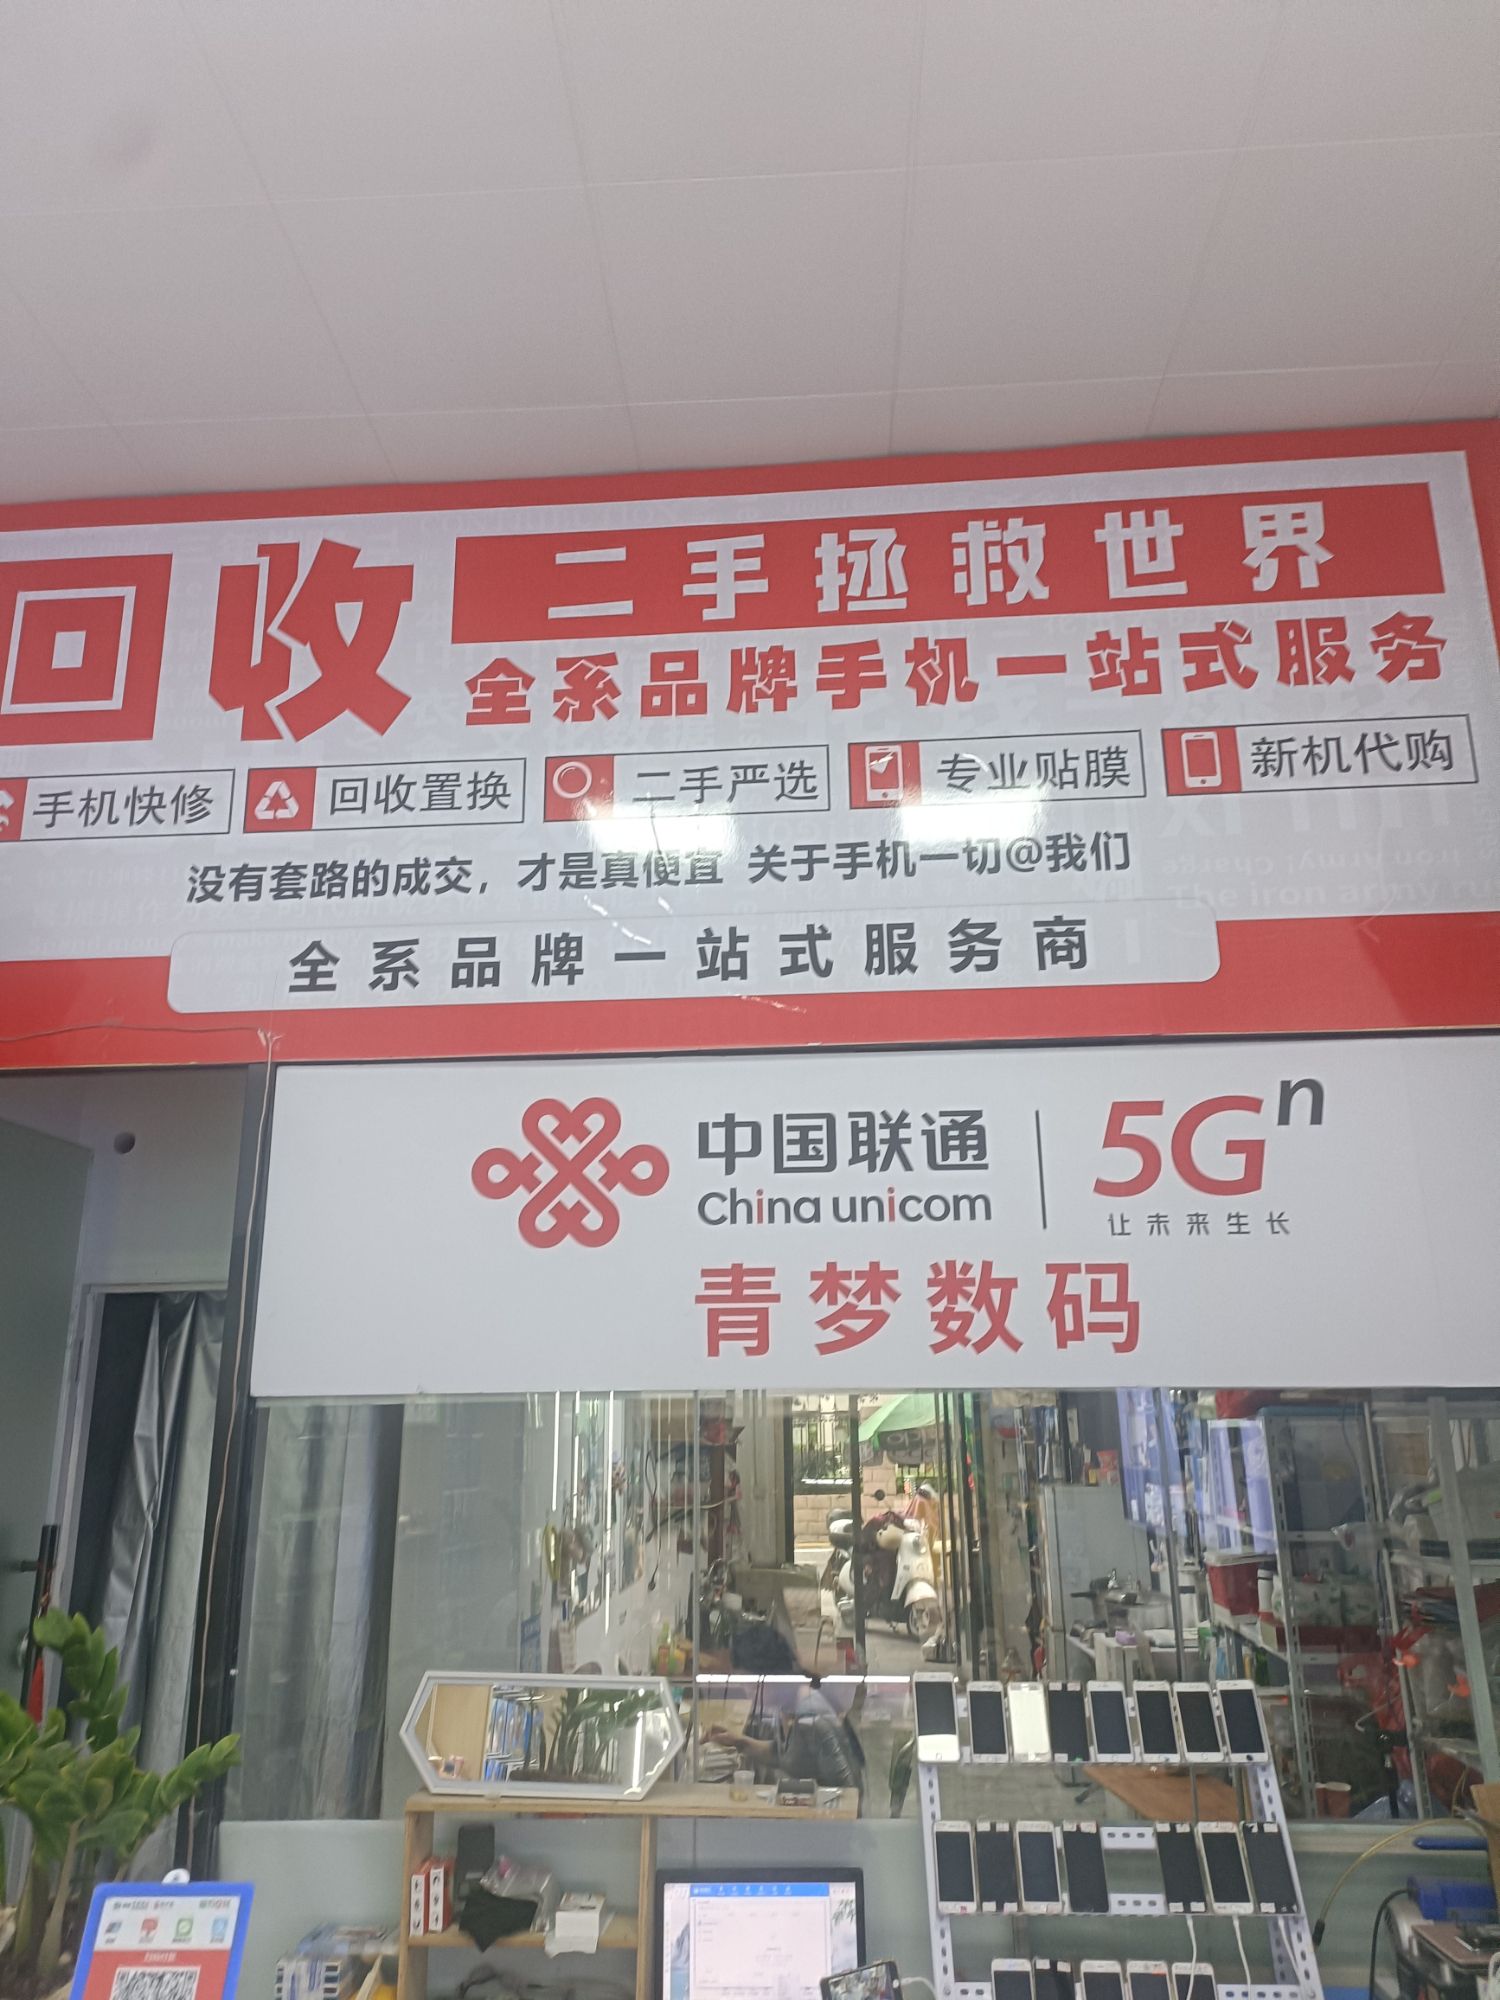 回收
二手拯救世界
全系品牌手机一站式服务
手机快修 回收置换 二手严选 专业贴膜 新机代购
没有套路的成交，才是真便宜 关于手机一切@我们
全系品牌一站式服务商
中国联通
China unicom
5Gn
让未来生长
青梦数码